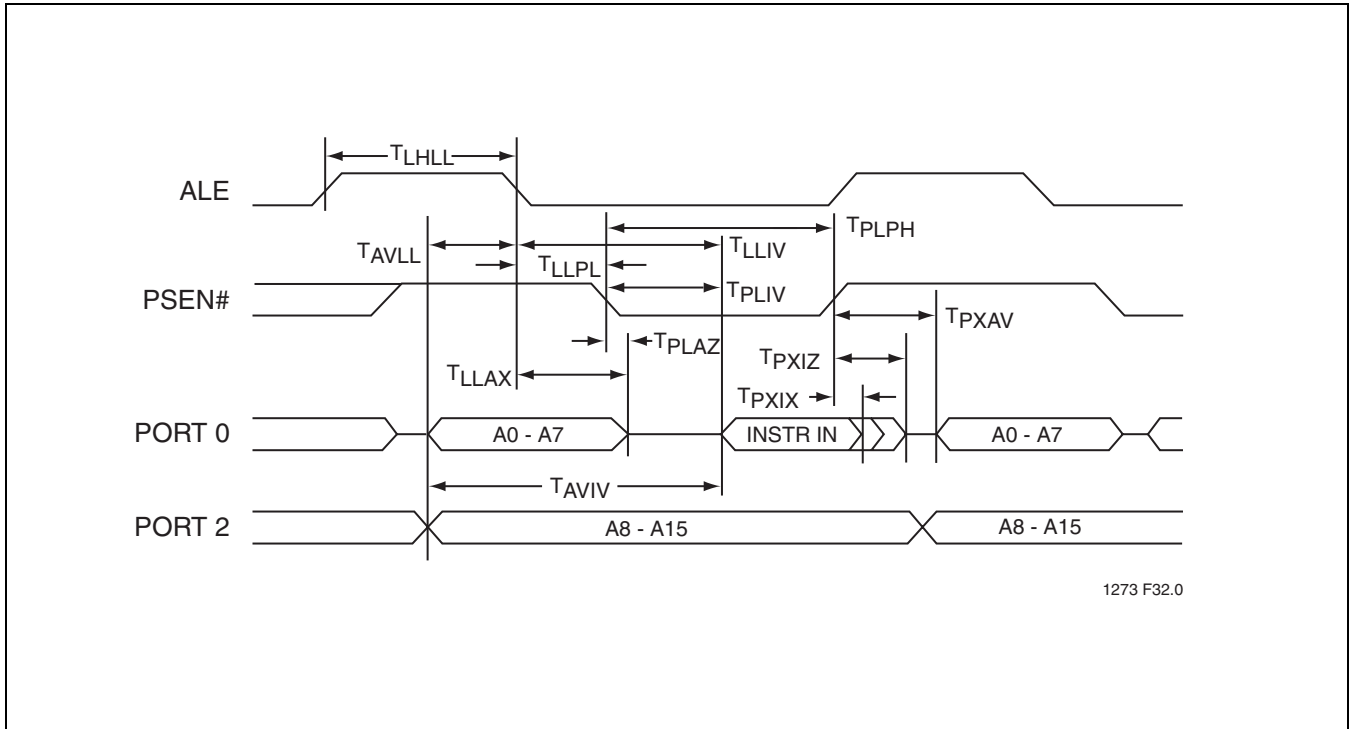 TLHLL
ALE
TPLPH
TAVLL
TLLIV
TLLPL
PSEN#
TPLIV
TPXAV
TPLAZ
TPXIZ
TLLAX
TPXIX
PORT 0
A0 - A7
INSTR IN
A0 - A7
TAVIV
PORT 2
A8 - A15
A8 - A15
1273 F32.0